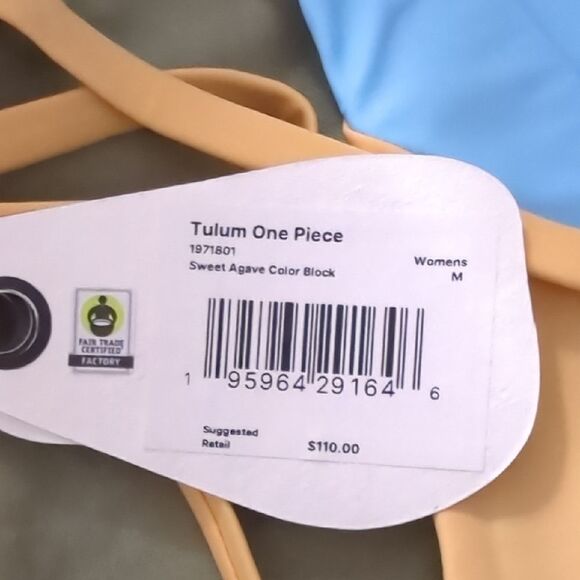 Tulum One Piece
1971801
Sweet Agave Color Block
Womens
M
FAIR TRADE
CERTIFIED
FACTORY
1 95964 29164 6
Suggested
Retail $110.00